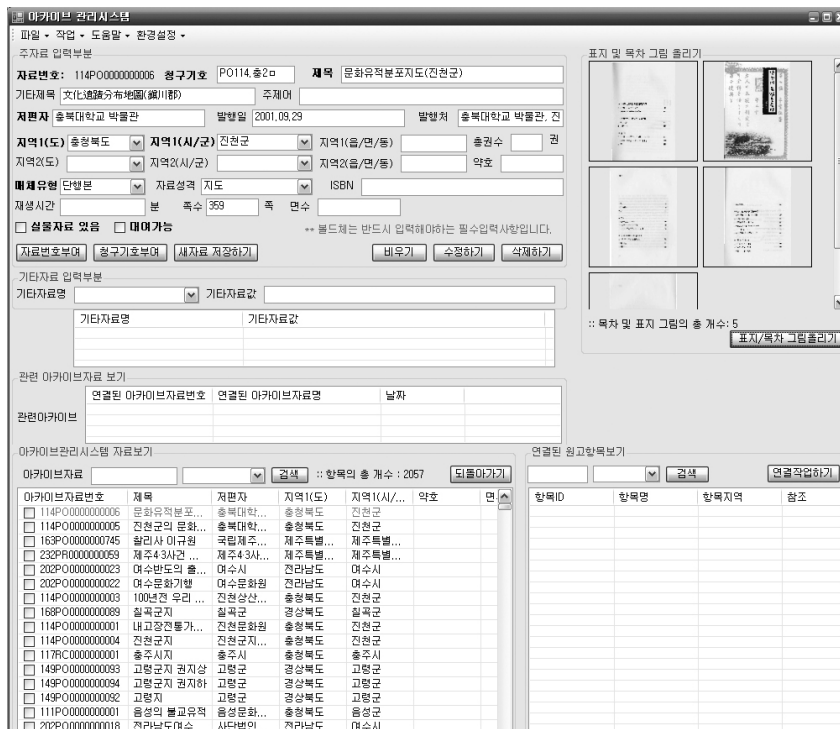 아카이브 관리시스템
파일 작업 도움말 환경설정
주자료 입력부분
자료번호: 114PO0000000006 청구기호 PO114.충2ㅁ 제목 문화유적분포지도(진천군)
기타제목 文化遺蹟分布地圖(鎭川郡) 주제어
저편자 충북대학교 박물관 발행일 2001,09,29 발행처 충북대학교 박물관, 진
지역1(도) 충청북도 지역1(시/군) 진천군 지역1(읍/면/동) 총권수 권
지역2(도) 지역2(시/군) 지역2(읍/면/동) 약호
매체유형 단행본 자료성격 지도 ISBN
재생시간 분 쪽수 359 쪽 면수
실물자료 있음 대여가능 ** 볼드체는 반드시 입력해야하는 필수입력사항입니다.
자료번호부여 청구기호부여 새자료 저장하기 비우기 수정하기 삭제하기
기타자료 입력부분
기타자료명 기타자료값
기타자료명 기타자료값
관련 아카이브자료 보기
연결된 아카이브자료번호 연결된 아카이브자료명 날짜
관련아카이브
표지 및 목차 그림 올리기
:: 목차 및 표지 그림의 총 개수: 5
표지/목차 그림올리기
아카이브관리시스템 자료보기
아카이브자료 검색 :: 항목의 총 개수 : 2057 되돌아가기
아카이브자료번호 제목 저편자 지역1(도) 지역1(시/... 약호 면
114PO0000000006 문화유적분포... 충북대학... 충청북도 진천군
114PO0000000005 진천군의 문화... 충북대학... 충청북도 진천군
163PO0000000745 찰리사 이규원 국립제주... 제주특별... 제주특별...
232PR0000000059 제주4·3사건 ... 제주4·3사... 제주특별... 제주특별...
202PO0000000023 여수반도의 출... 여수시 전라남도 여수시
202PO0000000022 여수문화기행 여수문화원 전라남도 여수시
114PO0000000003 100년전 우리 ... 진천상산... 충청북도 진천군
168PO0000000089 칠곡군지 칠곡군 경상북도 칠곡군
114PO0000000001 내고장전통가... 진천문화원 충청북도 진천군
114PO0000000004 진천군지 진천군지... 충청북도 진천군
117RC0000000001 충주시지 충주시 충청북도 충주시
149PO0000000093 고령군지 권지상 고령군 경상북도 고령군
149PO0000000094 고령군지 권지하 고령군 경상북도 고령군
149PO0000000092 고령지 고령군 경상북도 고령군
111PO0000000001 음성의 불교유적 음성문화... 충청북도 음성군
202PO0000000018 전라남도여수... 사단법인... 전라남도 여수시
연결된 원고항목보기
검색 연결작업하기
항목ID 항목명 항목지역 참조